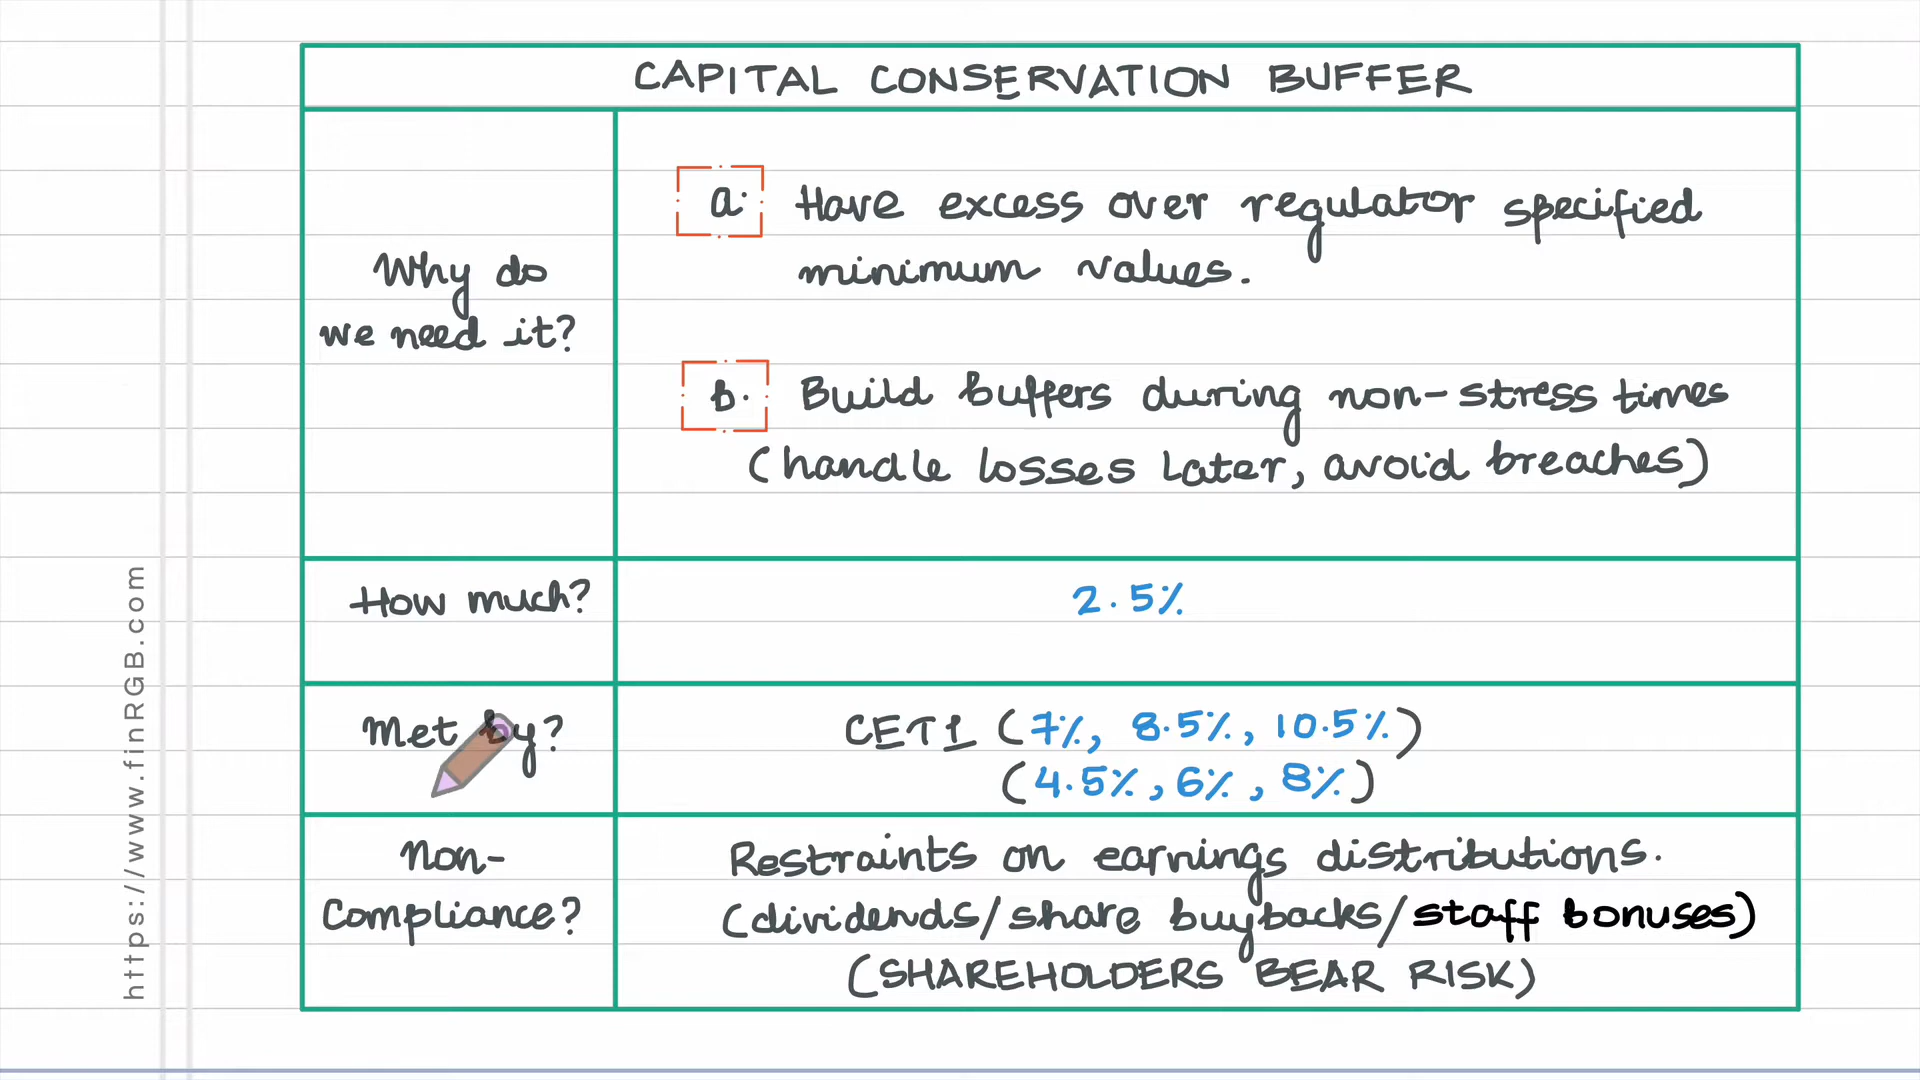 CAPITAL CONSERVATION BUFFER
Why do
we need it?
a. Have excess over regulator specified
minimum values.
b. Build buffers during non-stress times
(handle losses later, avoid breaches)
How much?
2.5%
Met by?
CET1 (7%, 8.5%, 10.5%)
(4.5%, 6%, 8%)
Non-
Compliance?
Restraints on earnings distributions.
(dividends/share buybacks/staff bonuses)
(SHAREHOLDERS BEAR RISK)
https://www.finRGB.com